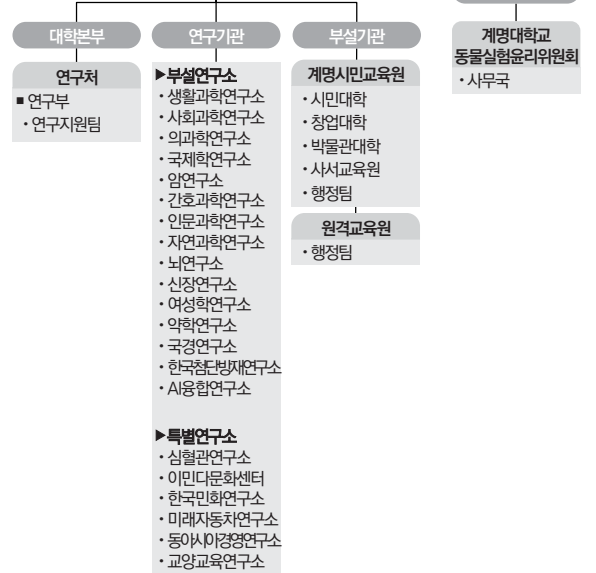 대학본부
연구처
■ 연구부
・연구지원팀
연구기관
▶부설연구소
・생활과학연구소
・사회과학연구소
・의과학연구소
・국제학연구소
・암연구소
・간호과학연구소
・인문과학연구소
・자연과학연구소
・뇌연구소
・신장연구소
・여성학연구소
・약학연구소
・국경연구소
・한국첨단방재연구소
・AI융합연구소
▶특별연구소
・심혈관연구소
・이민다문화센터
・한국민화연구소
・미래자동차연구소
・동아시아경영연구소
・교양교육연구소
부설기관
계명시민교육원
・시민대학
・창업대학
・박물관대학
・사서교육원
・행정팀
원격교육원
・행정팀
계명대학교
동물실험윤리위원회
・사무국